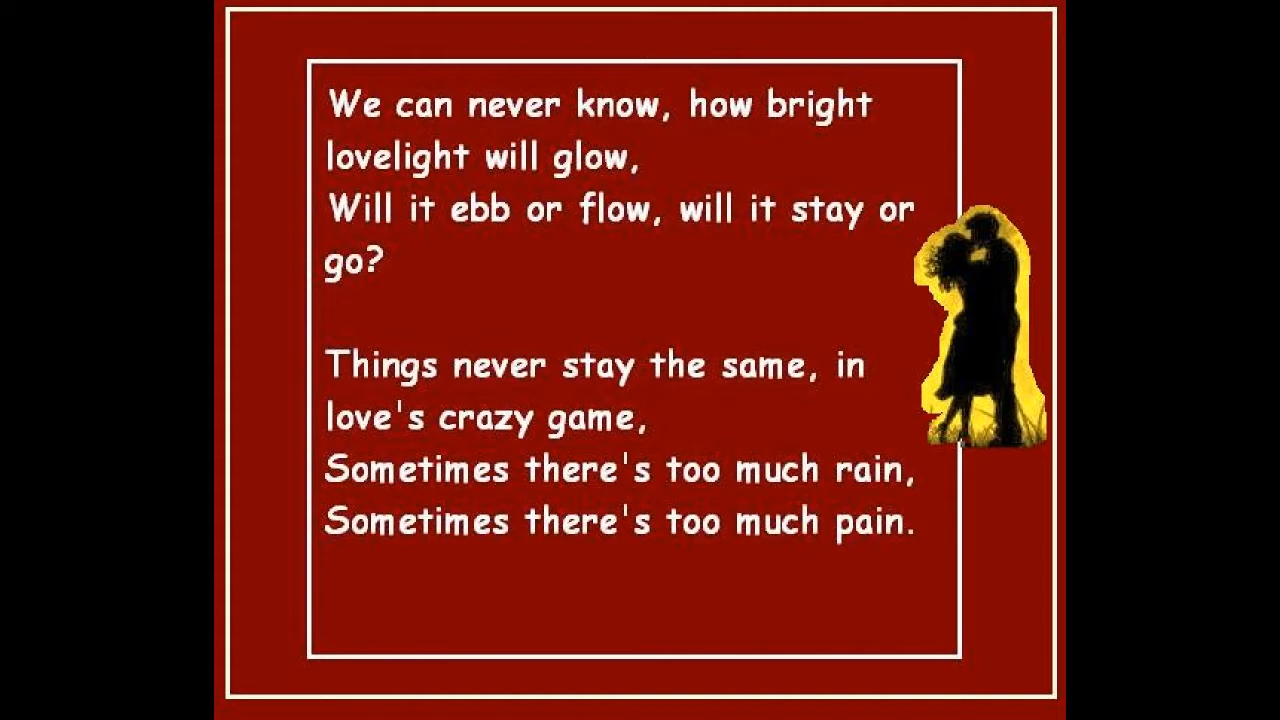 We can never know, how bright
lovelight will glow,
Will it ebb or flow, will it stay or
go?
Things never stay the same, in
love's crazy game,
Sometimes there's too much rain,
Sometimes there's too much pain.